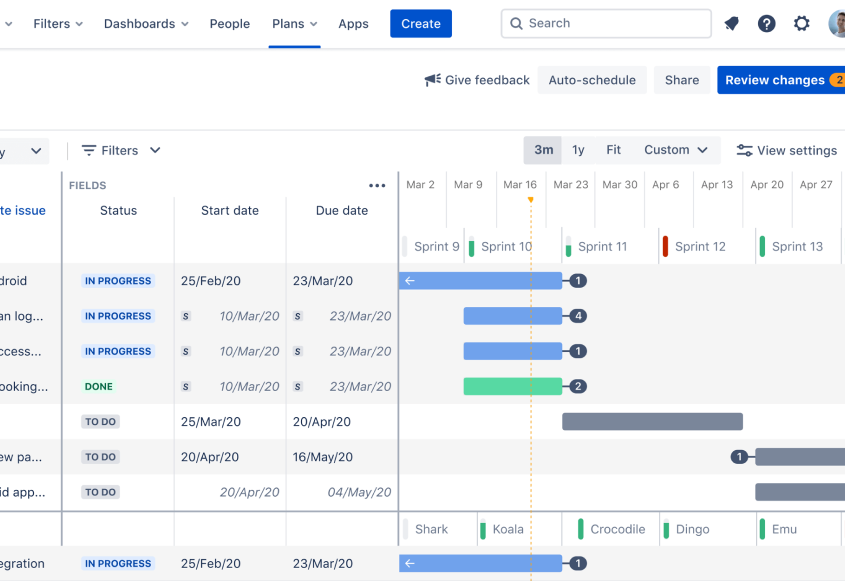 Filters Dashboards People Plans Apps Create Search
Give feedback Auto-schedule Share Review changes 2
y Filters 3m 1y Fit Custom View settings
FIELDS Mar 2 Mar 9 Mar 16 Mar 23 Mar 30 Apr 6 Apr 13 Apr 20 Apr 27
te issue Status Start date Due date
Sprint 9 Sprint 10 Sprint 11 Sprint 12 Sprint 13
droid IN PROGRESS 25/Feb/20 23/Mar/20 1
an log... IN PROGRESS S 10/Mar/20 S 23/Mar/20 4
ccess... IN PROGRESS S 10/Mar/20 S 23/Mar/20 1
ooking... DONE S 10/Mar/20 S 23/Mar/20 2
TO DO 25/Mar/20 20/Apr/20
ew pa... TO DO 20/Apr/20 16/May/20 1
id app... TO DO 20/Apr/20 04/May/20
Shark Koala Crocodile Dingo Emu
egration IN PROGRESS 25/Feb/20 23/Mar/20 1